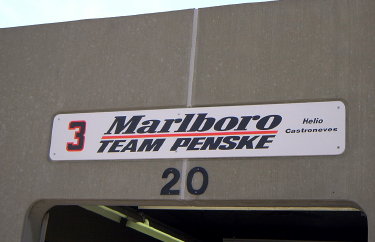 3
Marlboro
TEAM PENSKE
Helio
Castroneves
20